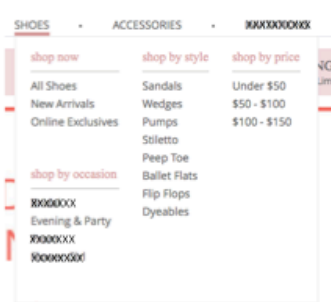 SHOES
ACCESSORIES
shop now
All Shoes
New Arrivals
Online Exclusives
shop by occasion
Evening & Party
shop by style
Sandals
Wedges
Pumps
Stiletto
Peep Toe
Ballet Flats
Flip Flops
Dyeables
shop by price
Under $50
$50 - $100
$100 - $150